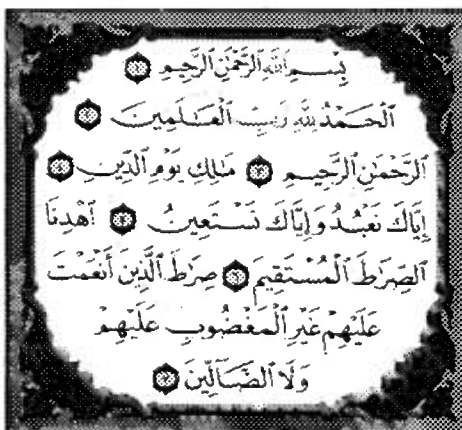 بِسْمِ ٱللَّهِ ٱلرَّحْمَٰنِ ٱلرَّحِيمِ
ٱلْحَمْدُ لِلَّهِ رَبِّ ٱلْعَٰلَمِينَ
ٱلرَّحْمَٰنِ ٱلرَّحِيمِ مَٰلِكِ يَوْمِ ٱلدِّينِ
إِيَّاكَ نَعْبُدُ وَإِيَّاكَ نَسْتَعِينُ ٱهْدِنَا
ٱلصِّرَٰطَ ٱلْمُسْتَقِيمَ صِرَٰطَ ٱلَّذِينَ أَنْعَمْتَ
عَلَيْهِمْ غَيْرِ ٱلْمَغْضُوبِ عَلَيْهِمْ
وَلَا ٱلضَّآلِّينَ